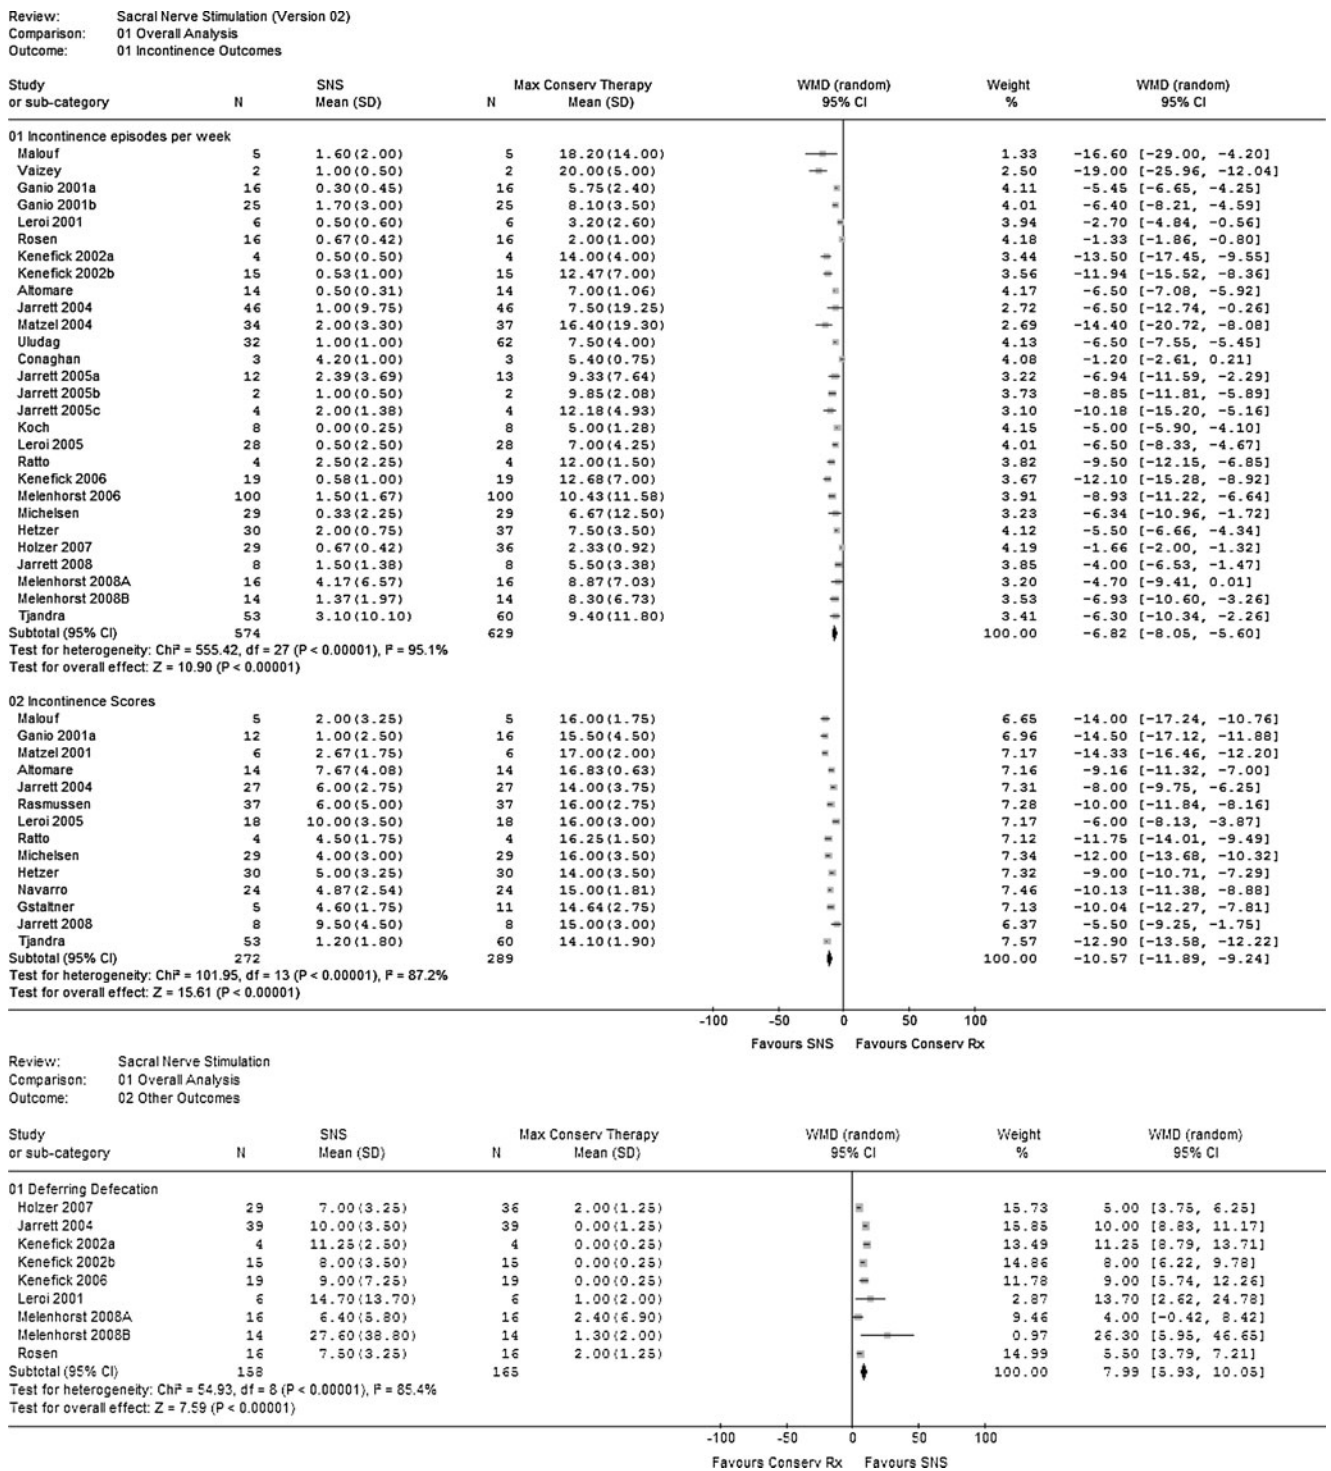 Review: Sacral Nerve Stimulation (Version 02)
Comparison: 01 Overall Analysis
Outcome: 01 Incontinence Outcomes
Study SNS Max Conserv Therapy WMD (random) Weight WMD (random)
or sub-category N Mean (SD) N Mean (SD) 95% CI % 95% CI
01 Incontinence episodes per week
Malouf 5 1.60(2.00) 5 18.20(14.00) 1.33 -16.60 [-29.00, -4.20]
Vaizey 2 1.00(0.50) 2 20.00(5.00) 2.50 -19.00 [-25.96, -12.04]
Ganio 2001a 16 0.30(0.45) 16 5.75(2.40) 4.11 -5.45 [-6.65, -4.25]
Ganio 2001b 25 1.70(3.00) 25 8.10(3.50) 4.01 -6.40 [-8.21, -4.59]
Leroi 2001 6 0.50(0.60) 6 3.20(2.60) 3.94 -2.70 [-4.84, -0.56]
Rosen 16 0.67(0.42) 16 2.00(1.00) 4.18 -1.33 [-1.86, -0.80]
Kenefick 2002a 4 0.50(0.50) 4 14.00(4.00) 3.44 -13.50 [-17.45, -9.55]
Kenefick 2002b 15 0.53(1.00) 15 12.47(7.00) 3.56 -11.94 [-15.52, -8.36]
Altomare 14 0.50(0.31) 14 7.00(1.06) 4.17 -6.50 [-7.08, -5.92]
Jarrett 2004 46 1.00(9.75) 46 7.50(19.25) 2.72 -6.50 [-12.74, -0.26]
Matzel 2004 34 2.00(3.30) 37 16.40(19.30) 2.69 -14.40 [-20.72, -8.08]
Uludag 32 1.00(1.00) 62 7.50(4.00) 4.13 -6.50 [-7.55, -5.45]
Conaghan 3 4.20(1.00) 3 5.40(0.75) 4.08 -1.20 [-2.61, 0.21]
Jarrett 2005a 12 2.39(3.69) 13 9.33(7.64) 3.22 -6.94 [-11.59, -2.29]
Jarrett 2005b 2 1.00(0.50) 2 9.85(2.08) 3.73 -8.85 [-11.81, -5.89]
Jarrett 2005c 4 2.00(1.38) 4 12.18(4.93) 3.10 -10.18 [-15.20, -5.16]
Koch 8 0.00(0.25) 8 5.00(1.28) 4.15 -5.00 [-5.90, -4.10]
Leroi 2005 28 0.50(2.50) 28 7.00(4.25) 4.01 -6.50 [-8.33, -4.67]
Ratto 4 2.50(2.25) 4 12.00(1.50) 3.82 -9.50 [-12.15, -6.85]
Kenefick 2006 19 0.58(1.00) 19 12.68(7.00) 3.67 -12.10 [-15.28, -8.92]
Melenhorst 2006 100 1.50(1.67) 100 10.43(11.58) 3.91 -8.93 [-11.22, -6.64]
Michelsen 29 0.33(2.25) 29 6.67(12.50) 3.23 -6.34 [-10.96, -1.72]
Hetzer 30 2.00(0.75) 37 7.50(3.50) 4.12 -5.50 [-6.66, -4.34]
Holzer 2007 29 0.67(0.42) 36 2.33(0.92) 4.19 -1.66 [-2.00, -1.32]
Jarrett 2008 8 1.50(1.38) 8 5.50(3.38) 3.85 -4.00 [-6.53, -1.47]
Melenhorst 2008A 16 4.17(6.57) 16 8.87(7.03) 3.20 -4.70 [-9.41, 0.01]
Melenhorst 2008B 14 1.37(1.97) 14 8.30(6.73) 3.53 -6.93 [-10.60, -3.26]
Tjandra 53 3.10(10.10) 60 9.40(11.80) 3.41 -6.30 [-10.34, -2.26]
Subtotal (95% CI) 574 629 100.00 -6.82 [-8.05, -5.60]
Test for heterogeneity: Chi² = 555.42, df = 27 (P < 0.00001), I² = 95.1%
Test for overall effect: Z = 10.90 (P < 0.00001)
02 Incontinence Scores
Malouf 5 2.00(3.25) 5 16.00(1.75) 6.65 -14.00 [-17.24, -10.76]
Ganio 2001a 12 1.00(2.50) 16 15.50(4.50) 6.96 -14.50 [-17.12, -11.88]
Matzel 2001 6 2.67(1.75) 6 17.00(2.00) 7.17 -14.33 [-16.46, -12.20]
Altomare 14 7.67(4.08) 14 16.83(0.63) 7.16 -9.16 [-11.32, -7.00]
Jarrett 2004 27 6.00(2.75) 27 14.00(3.75) 7.31 -8.00 [-9.75, -6.25]
Rasmussen 37 6.00(5.00) 37 16.00(2.75) 7.28 -10.00 [-11.84, -8.16]
Leroi 2005 18 10.00(3.50) 18 16.00(3.00) 7.17 -6.00 [-8.13, -3.87]
Ratto 4 4.50(1.75) 4 16.25(1.50) 7.12 -11.75 [-14.01, -9.49]
Michelsen 29 4.00(3.00) 29 16.00(3.50) 7.34 -12.00 [-13.68, -10.32]
Hetzer 30 5.00(3.25) 30 14.00(3.50) 7.32 -9.00 [-10.71, -7.29]
Navarro 24 4.87(2.54) 24 15.00(1.81) 7.46 -10.13 [-11.38, -8.88]
Gstaltner 5 4.60(1.75) 11 14.64(2.75) 7.13 -10.04 [-12.27, -7.81]
Jarrett 2008 8 9.50(4.50) 8 15.00(3.00) 6.37 -5.50 [-9.25, -1.75]
Tjandra 53 1.20(1.80) 60 14.10(1.90) 7.57 -12.90 [-13.58, -12.22]
Subtotal (95% CI) 272 289 100.00 -10.57 [-11.89, -9.24]
Test for heterogeneity: Chi² = 101.95, df = 13 (P < 0.00001), I² = 87.2%
Test for overall effect: Z = 15.61 (P < 0.00001)
-100 -50 0 50 100
Favours SNS Favours Conserv Rx
Review: Sacral Nerve Stimulation
Comparison: 01 Overall Analysis
Outcome: 02 Other Outcomes
Study SNS Max Conserv Therapy WMD (random) Weight WMD (random)
or sub-category N Mean (SD) N Mean (SD) 95% CI % 95% CI
01 Deferring Defecation
Holzer 2007 29 7.00(3.25) 36 2.00(1.25) 15.73 5.00 [3.75, 6.25]
Jarrett 2004 39 10.00(3.50) 39 0.00(1.25) 15.85 10.00 [8.83, 11.17]
Kenefick 2002a 4 11.25(2.50) 4 0.00(0.25) 13.49 11.25 [8.79, 13.71]
Kenefick 2002b 15 8.00(3.50) 15 0.00(0.25) 14.86 8.00 [6.22, 9.78]
Kenefick 2006 19 9.00(7.25) 19 0.00(0.25) 11.78 9.00 [5.74, 12.26]
Leroi 2001 6 14.70(13.70) 6 1.00(2.00) 2.87 13.70 [2.62, 24.78]
Melenhorst 2008A 16 6.40(5.80) 16 2.40(6.90) 9.46 4.00 [-0.42, 8.42]
Melenhorst 2008B 14 27.60(38.80) 14 1.30(2.00) 0.97 26.30 [5.95, 46.65]
Rosen 16 7.50(3.25) 16 2.00(1.25) 14.99 5.50 [3.79, 7.21]
Subtotal (95% CI) 158 165 100.00 7.99 [5.93, 10.05]
Test for heterogeneity: Chi² = 54.93, df = 8 (P < 0.00001), I² = 85.4%
Test for overall effect: Z = 7.59 (P < 0.00001)
-100 -50 0 50 100
Favours Conserv Rx Favours SNS